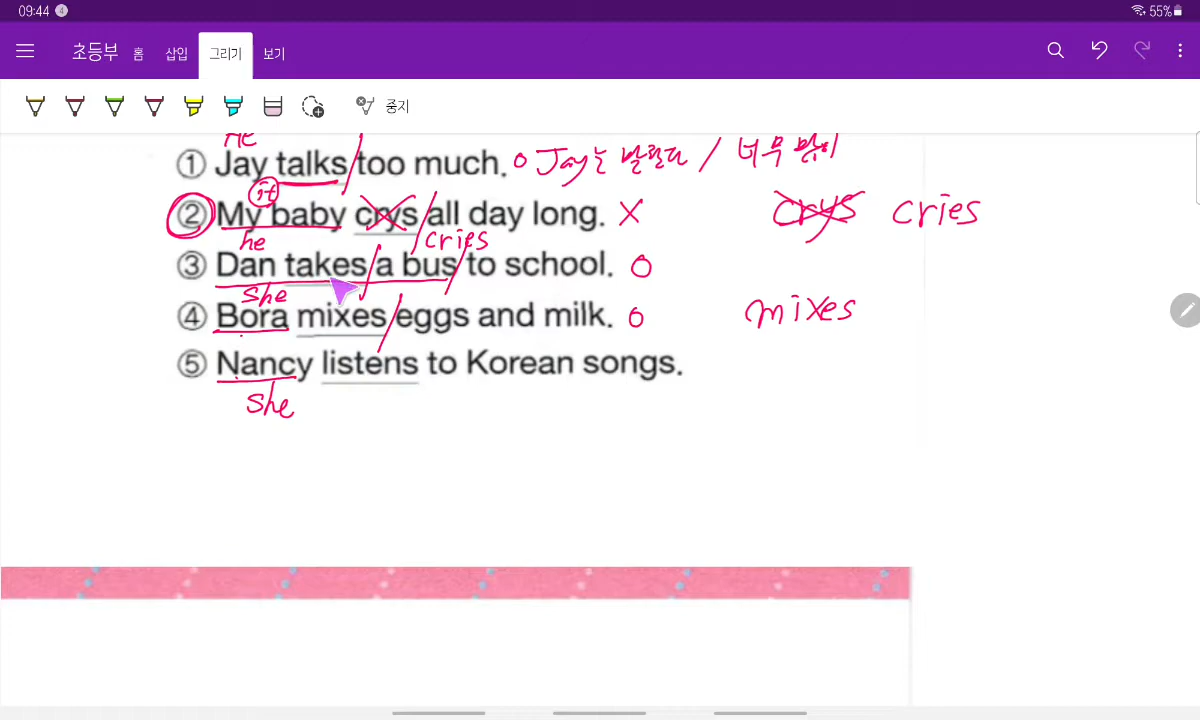 09:44 4 55%
초등부 홈 삽입 그리기 보기
중지
He
① Jay talks/too much. o Jay는 말한다 / 너무 많이
it
② My baby crys/all day long. X crys cries
he cries
③ Dan takes/a bus/to school. O
she
④ Bora mixes/eggs and milk. o mixes
⑤ Nancy listens to Korean songs.
She